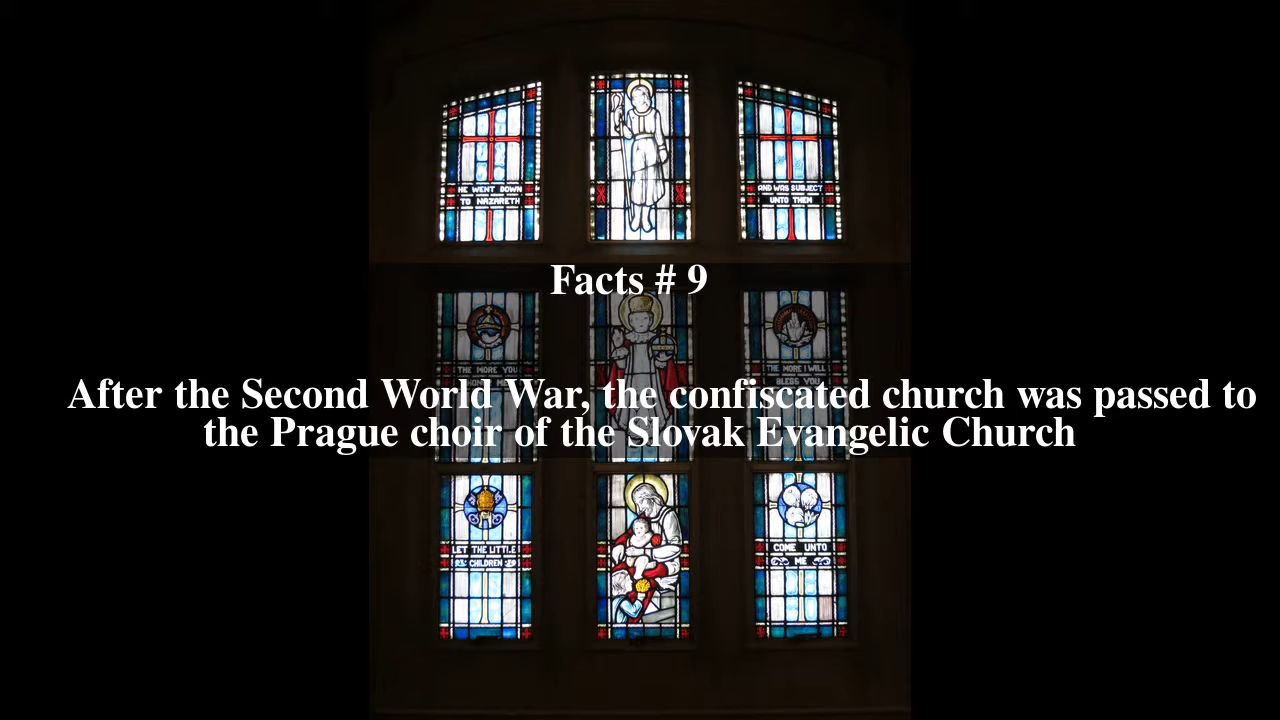 HE WENT DOWN
TO NAZARETH
AND WAS SUBJECT
UNTO THEM
Facts # 9
THE MORE YOU
HONOR ME
THE MORE I WILL
BLESS YOU
After the Second World War, the confiscated church was passed to
the Prague choir of the Slovak Evangelic Church
LET THE LITTLE
CHILDREN
COME UNTO
ME